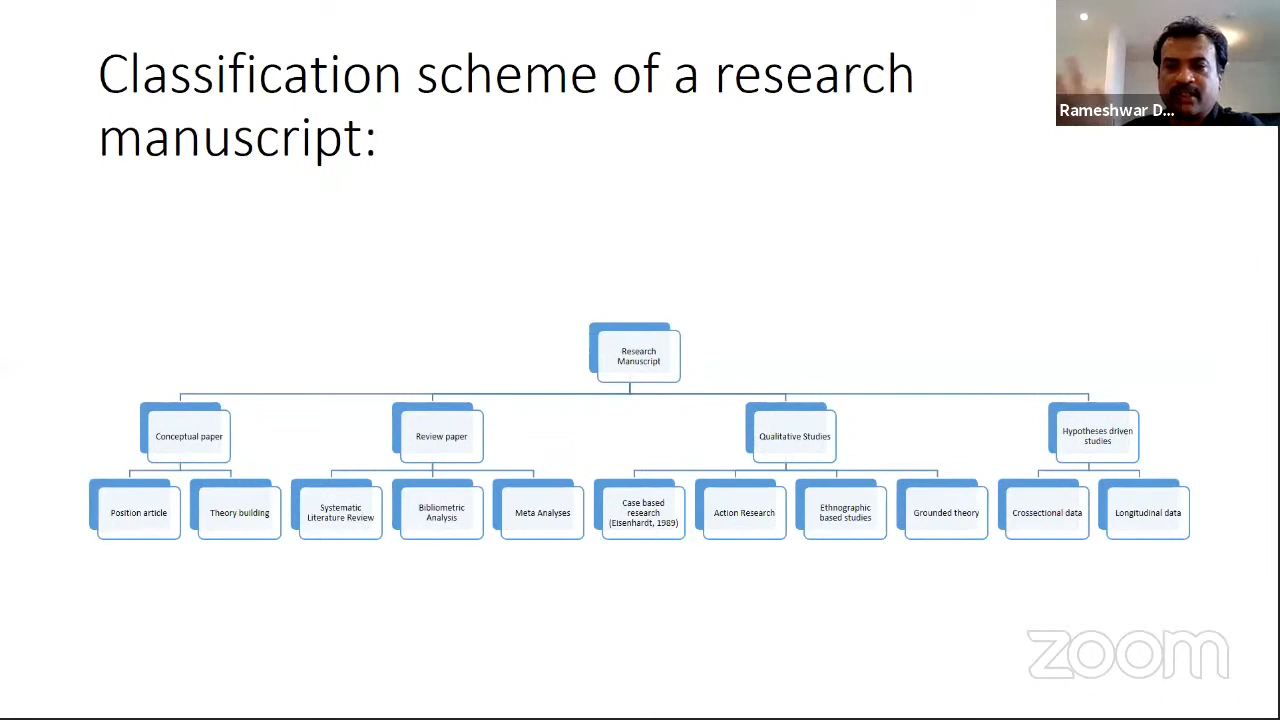 Classification scheme of a research
manuscript:
Rameshwar D...
Research
Manuscript
Conceptual paper
Review paper
Qualitative Studies
Hypotheses driven
studies
Position article
Theory building
Systematic
Literature Review
Bibliometric
Analysis
Meta Analyses
Case based
research
(Eisenhardt, 1989)
Action Research
Ethnographic
based studies
Grounded theory
Crossectional data
Longitudinal data
zoom